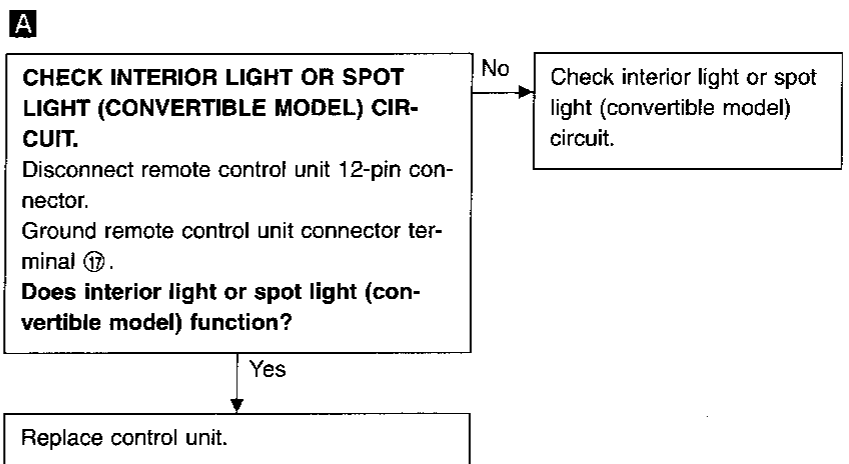 A
CHECK INTERIOR LIGHT OR SPOT
LIGHT (CONVERTIBLE MODEL) CIR-
CUIT.
Disconnect remote control unit 12-pin con-
nector.
Ground remote control unit connector ter-
minal ⑰.
Does interior light or spot light (con-
vertible model) function?
No
Check interior light or spot
light (convertible model)
circuit.
Yes
Replace control unit.